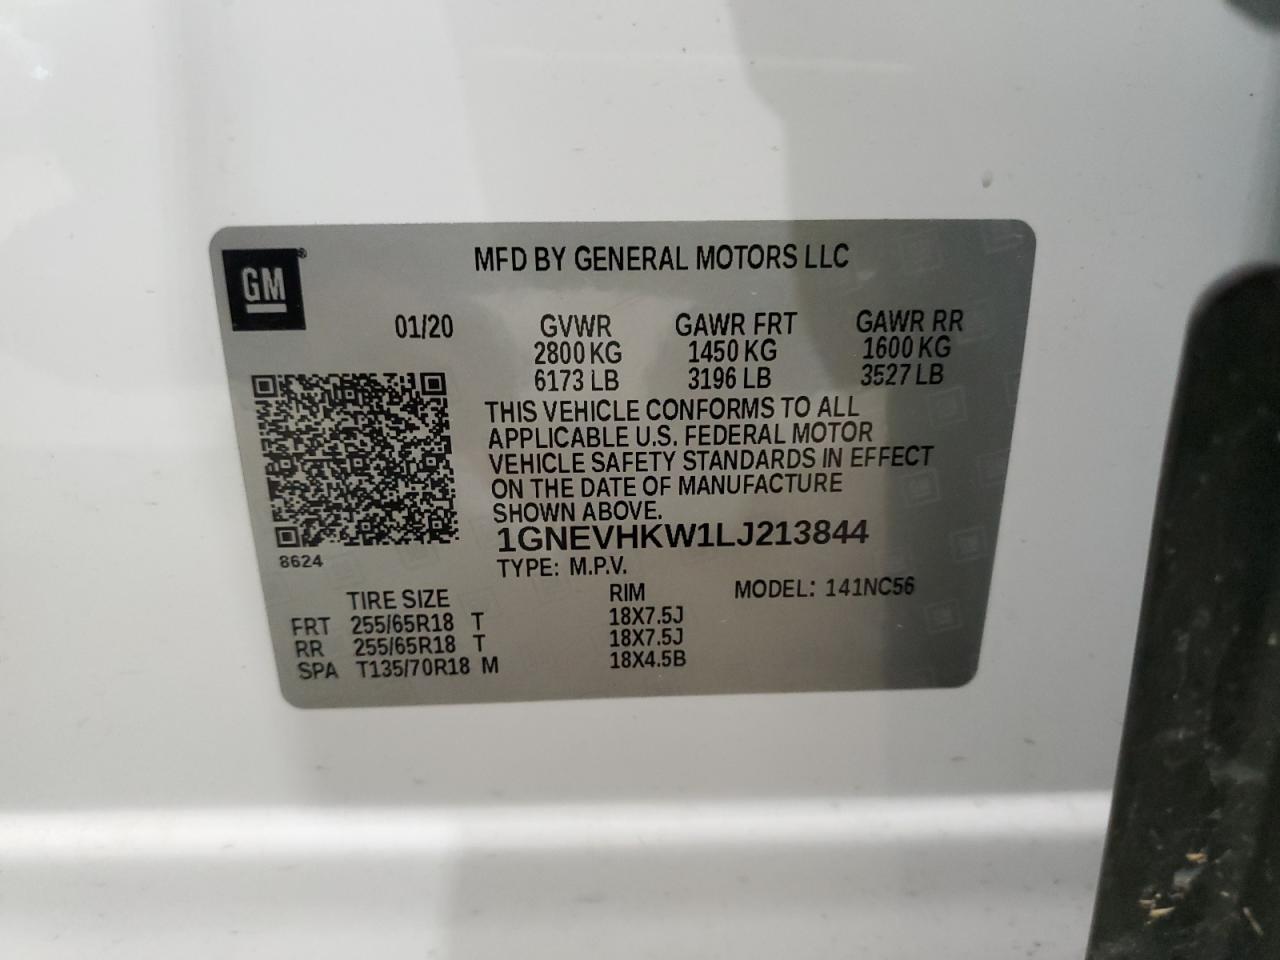 GM®
MFD BY GENERAL MOTORS LLC
01/20 GVWR GAWR FRT GAWR RR
2800 KG 1450 KG 1600 KG
6173 LB 3196 LB 3527 LB
THIS VEHICLE CONFORMS TO ALL
APPLICABLE U.S. FEDERAL MOTOR
VEHICLE SAFETY STANDARDS IN EFFECT
ON THE DATE OF MANUFACTURE
SHOWN ABOVE.
1GNEVHKW1LJ213844
8624
TYPE: M.P.V.
TIRE SIZE RIM MODEL: 141NC56
FRT 255/65R18 T 18X7.5J
RR 255/65R18 T 18X7.5J
SPA T135/70R18 M 18X4.5B